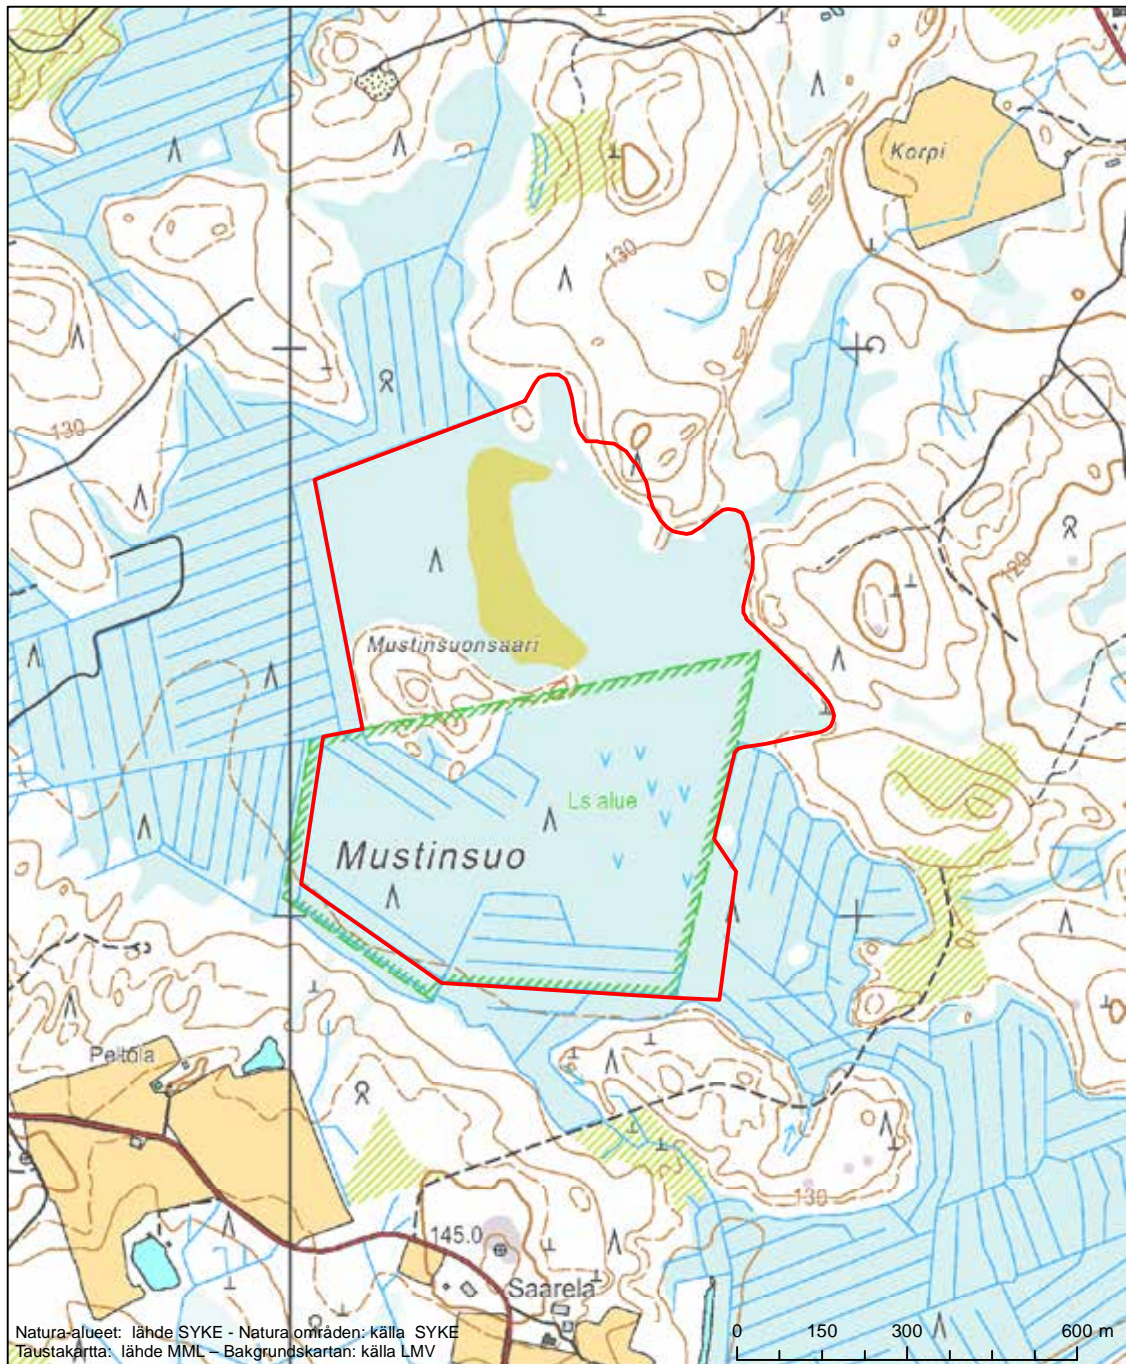 Korpi
130
130
120
Mustinsuonsaari
Ls alue
Mustinsuo
Peltola
130
145.0
Saarela
Natura-alueet: lähde SYKE - Natura områden: källa SYKE
Taustakartta: lähde MML – Bakgrundskartan: källa LMV
0 150 300 600 m